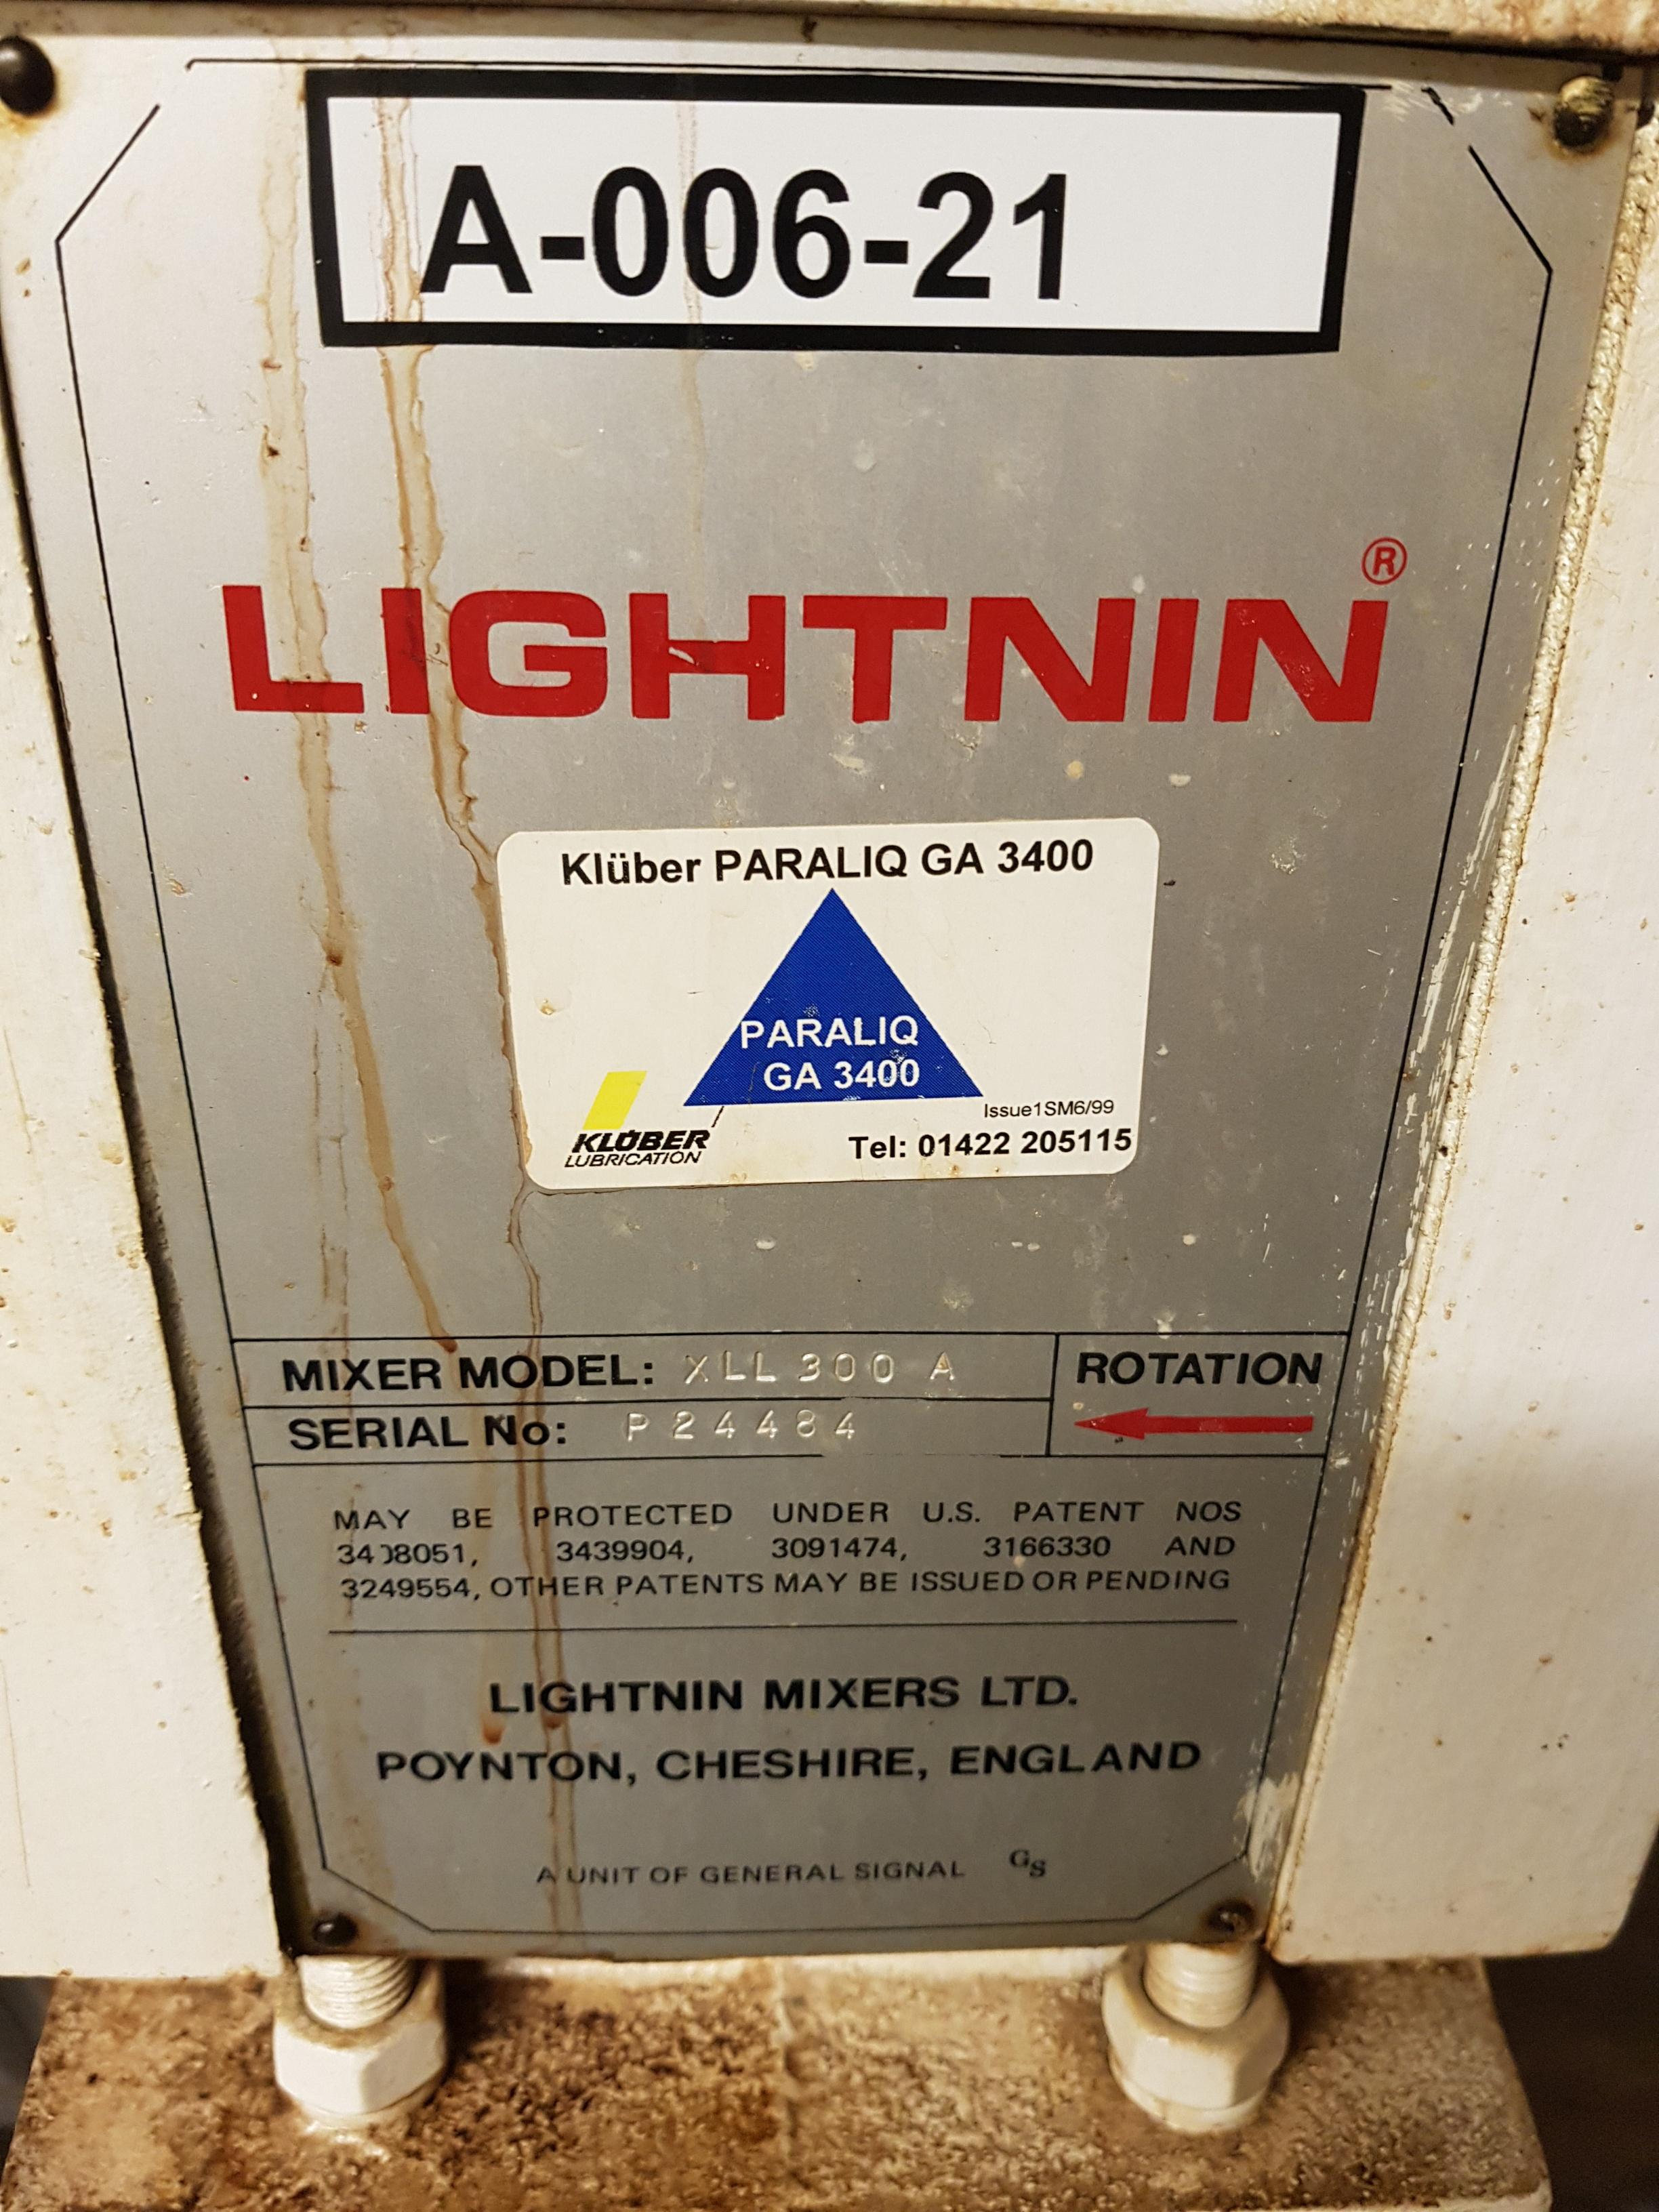 A-006-21
LIGHTNIN®
Klüber PARALIQ GA 3400
PARALIQ
GA 3400
Issue1SM6/99
KLÜBER
LUBRICATION
Tel: 01422 205115
MIXER MODEL: XLL 300 A
ROTATION
SERIAL No: P24484
MAY BE PROTECTED UNDER U.S. PATENT NOS
3408051, 3439904, 3091474, 3166330 AND
3249554, OTHER PATENTS MAY BE ISSUED OR PENDING
LIGHTNIN MIXERS LTD.
POYNTON, CHESHIRE, ENGLAND
A UNIT OF GENERAL SIGNAL GS